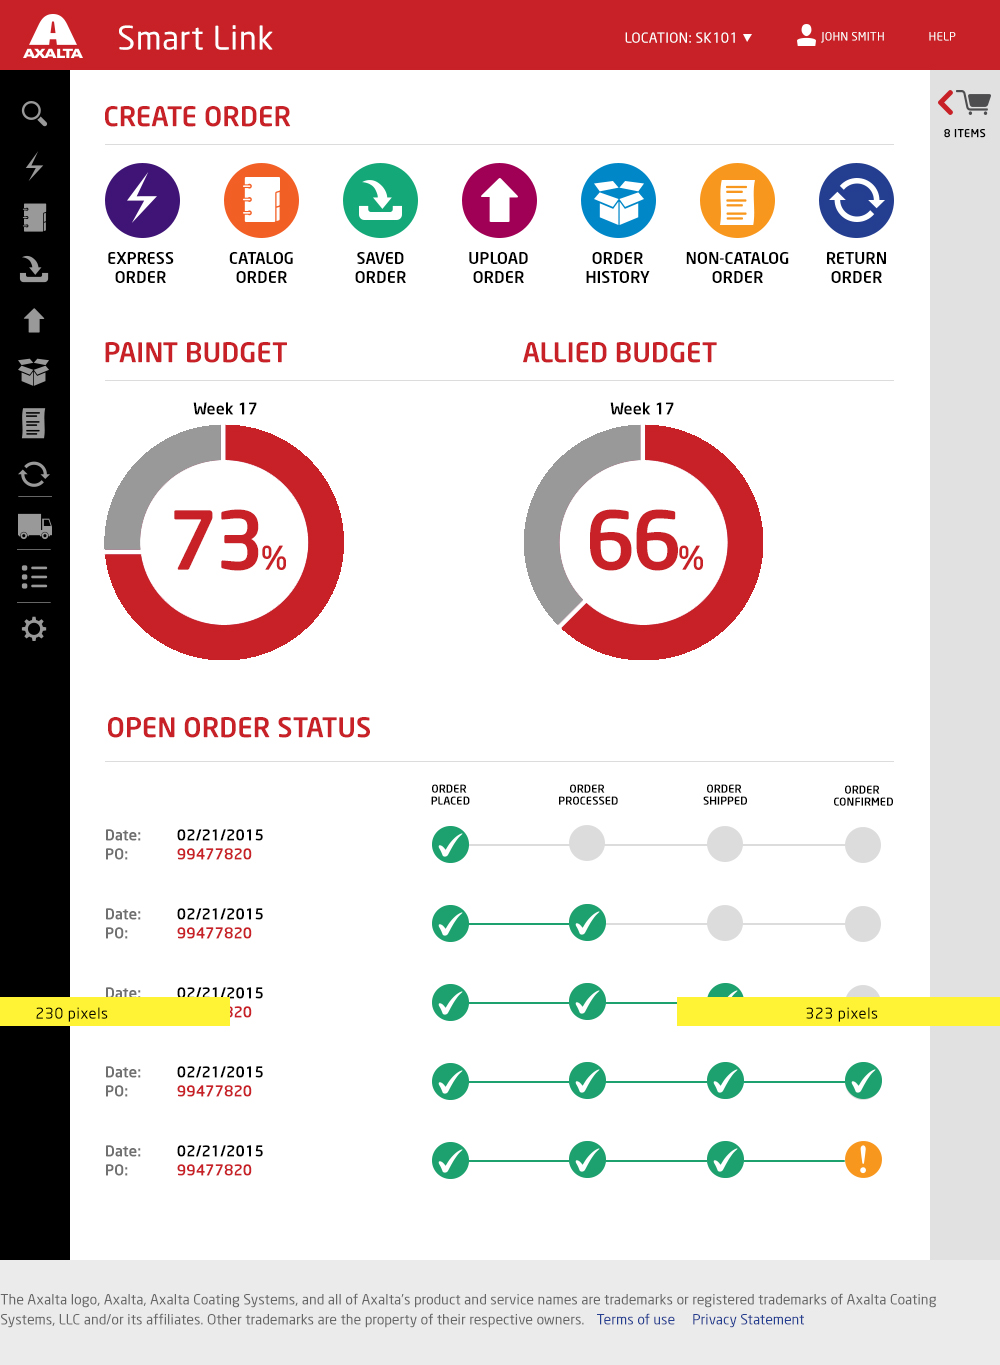 AXALTA
Smart Link
LOCATION: SK101
JOHN SMITH
HELP
8 ITEMS
CREATE ORDER
EXPRESS
ORDER
CATALOG
ORDER
SAVED
ORDER
UPLOAD
ORDER
ORDER
HISTORY
NON-CATALOG
ORDER
RETURN
ORDER
PAINT BUDGET
ALLIED BUDGET
Week 17
Week 17
73%
66%
OPEN ORDER STATUS
ORDER
PLACED
ORDER
PROCESSED
ORDER
SHIPPED
ORDER
CONFIRMED
Date: 02/21/2015
PO: 99477820
Date: 02/21/2015
PO: 99477820
Date: 02/21/2015
820
230 pixels
323 pixels
Date: 02/21/2015
PO: 99477820
Date: 02/21/2015
PO: 99477820
The Axalta logo, Axalta, Axalta Coating Systems, and all of Axalta's product and service names are trademarks or registered trademarks of Axalta Coating
Systems, LLC and/or its affiliates. Other trademarks are the property of their respective owners. Terms of use Privacy Statement